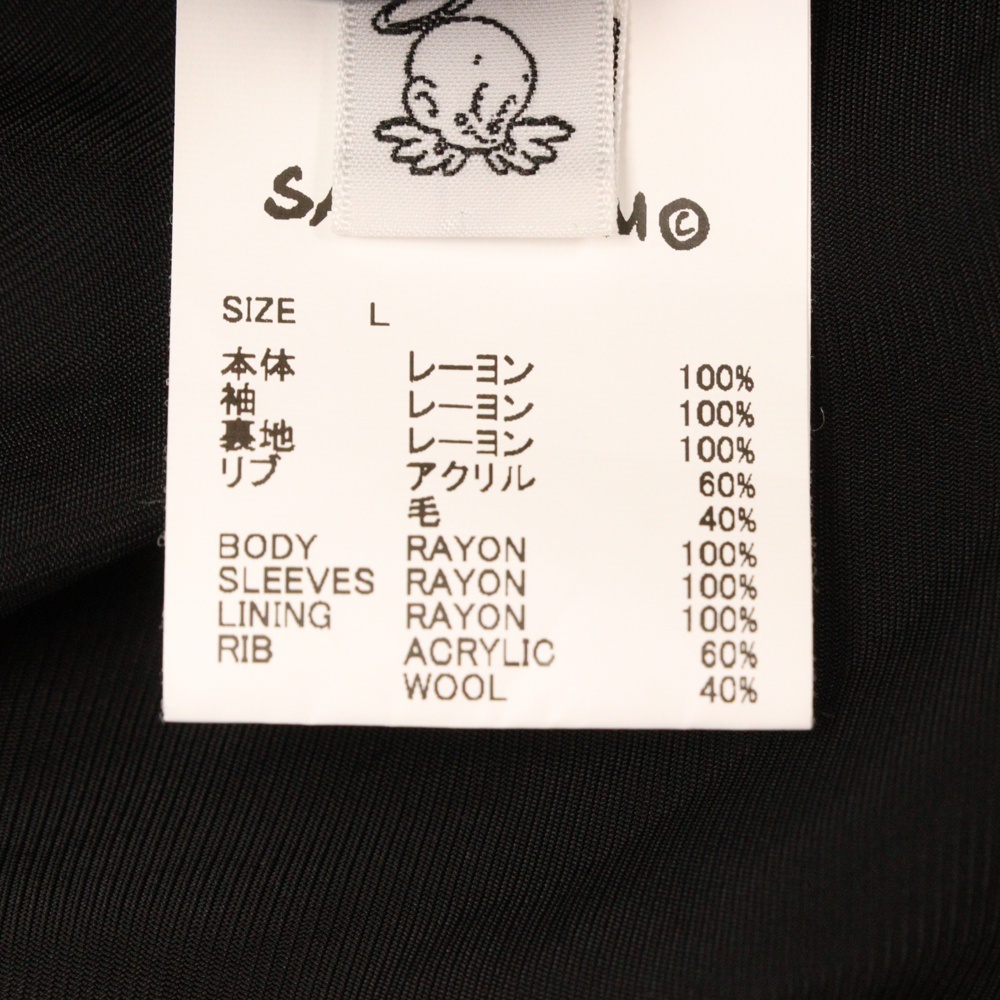 ©
SIZE L
本体 レーヨン 100%
袖 レーヨン 100%
裏地 レーヨン 100%
リブ アクリル 60%
毛 40%
BODY RAYON 100%
SLEEVES RAYON 100%
LINING RAYON 100%
RIB ACRYLIC 60%
WOOL 40%